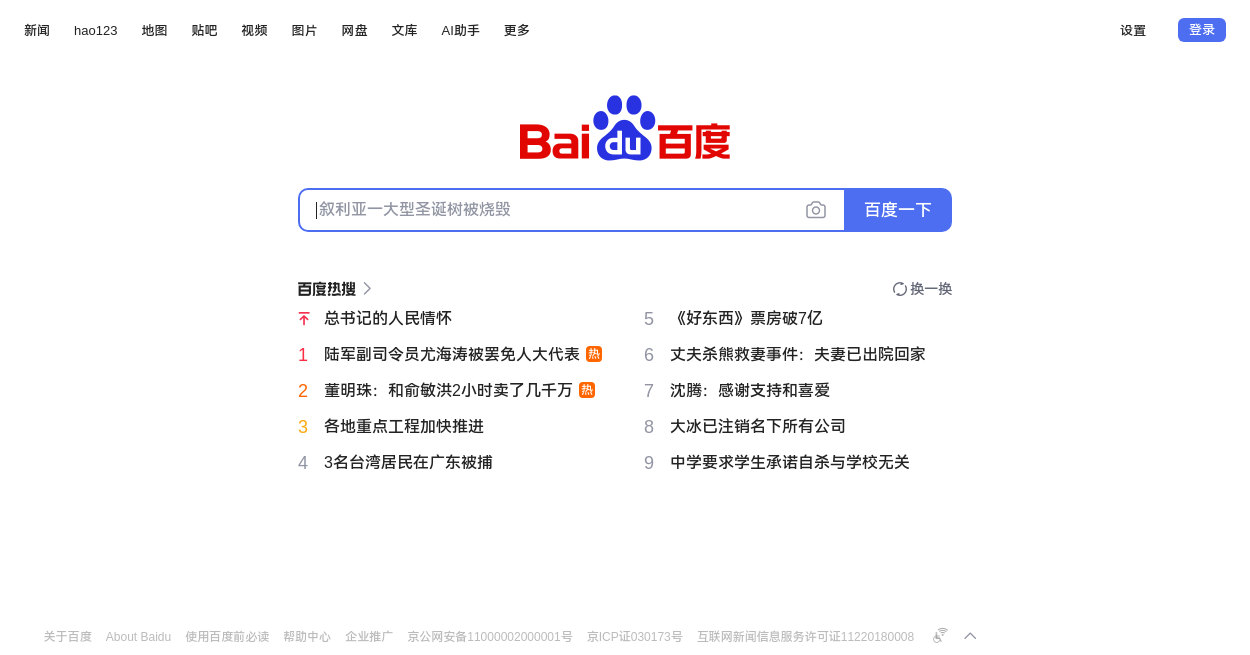 新闻 hao123 地图 贴吧 视频 图片 网盘 文库 AI助手 更多 设置 登录
Bai du 百度
叙利亚一大型圣诞树被烧毁 百度一下
百度热搜 换一换
总书记的人民情怀
1 陆军副司令员尤海涛被罢免人大代表 热
2 董明珠：和俞敏洪2小时卖了几千万 热
3 各地重点工程加快推进
4 3名台湾居民在广东被捕
5 《好东西》票房破7亿
6 丈夫杀熊救妻事件：夫妻已出院回家
7 沈腾：感谢支持和喜爱
8 大冰已注销名下所有公司
9 中学要求学生承诺自杀与学校无关
关于百度 About Baidu 使用百度前必读 帮助中心 企业推广 京公网安备11000002000001号 京ICP证030173号 互联网新闻信息服务许可证11220180008